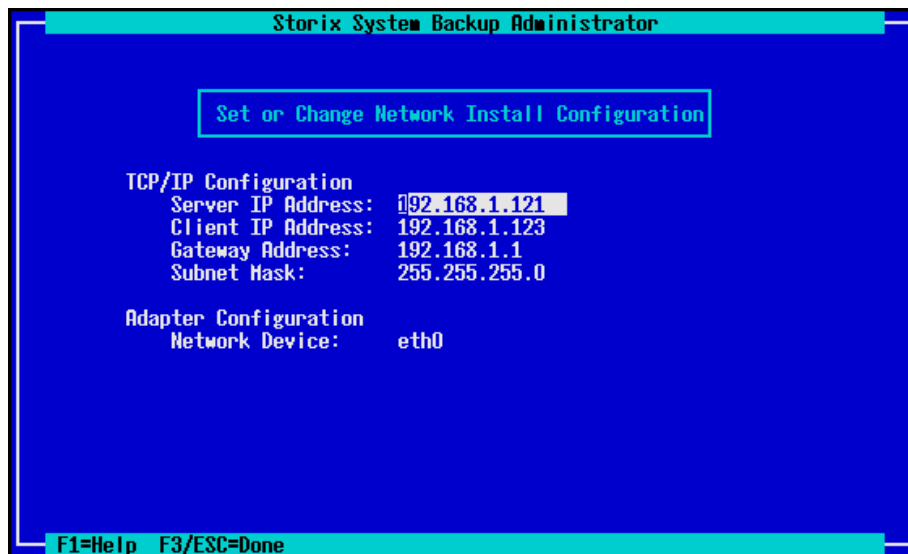 Storix System Backup Administrator
Set or Change Network Install Configuration
TCP/IP Configuration
Server IP Address: 192.168.1.121
Client IP Address: 192.168.1.123
Gateway Address: 192.168.1.1
Subnet Mask: 255.255.255.0
Adapter Configuration
Network Device: eth0
F1=Help F3/ESC=Done